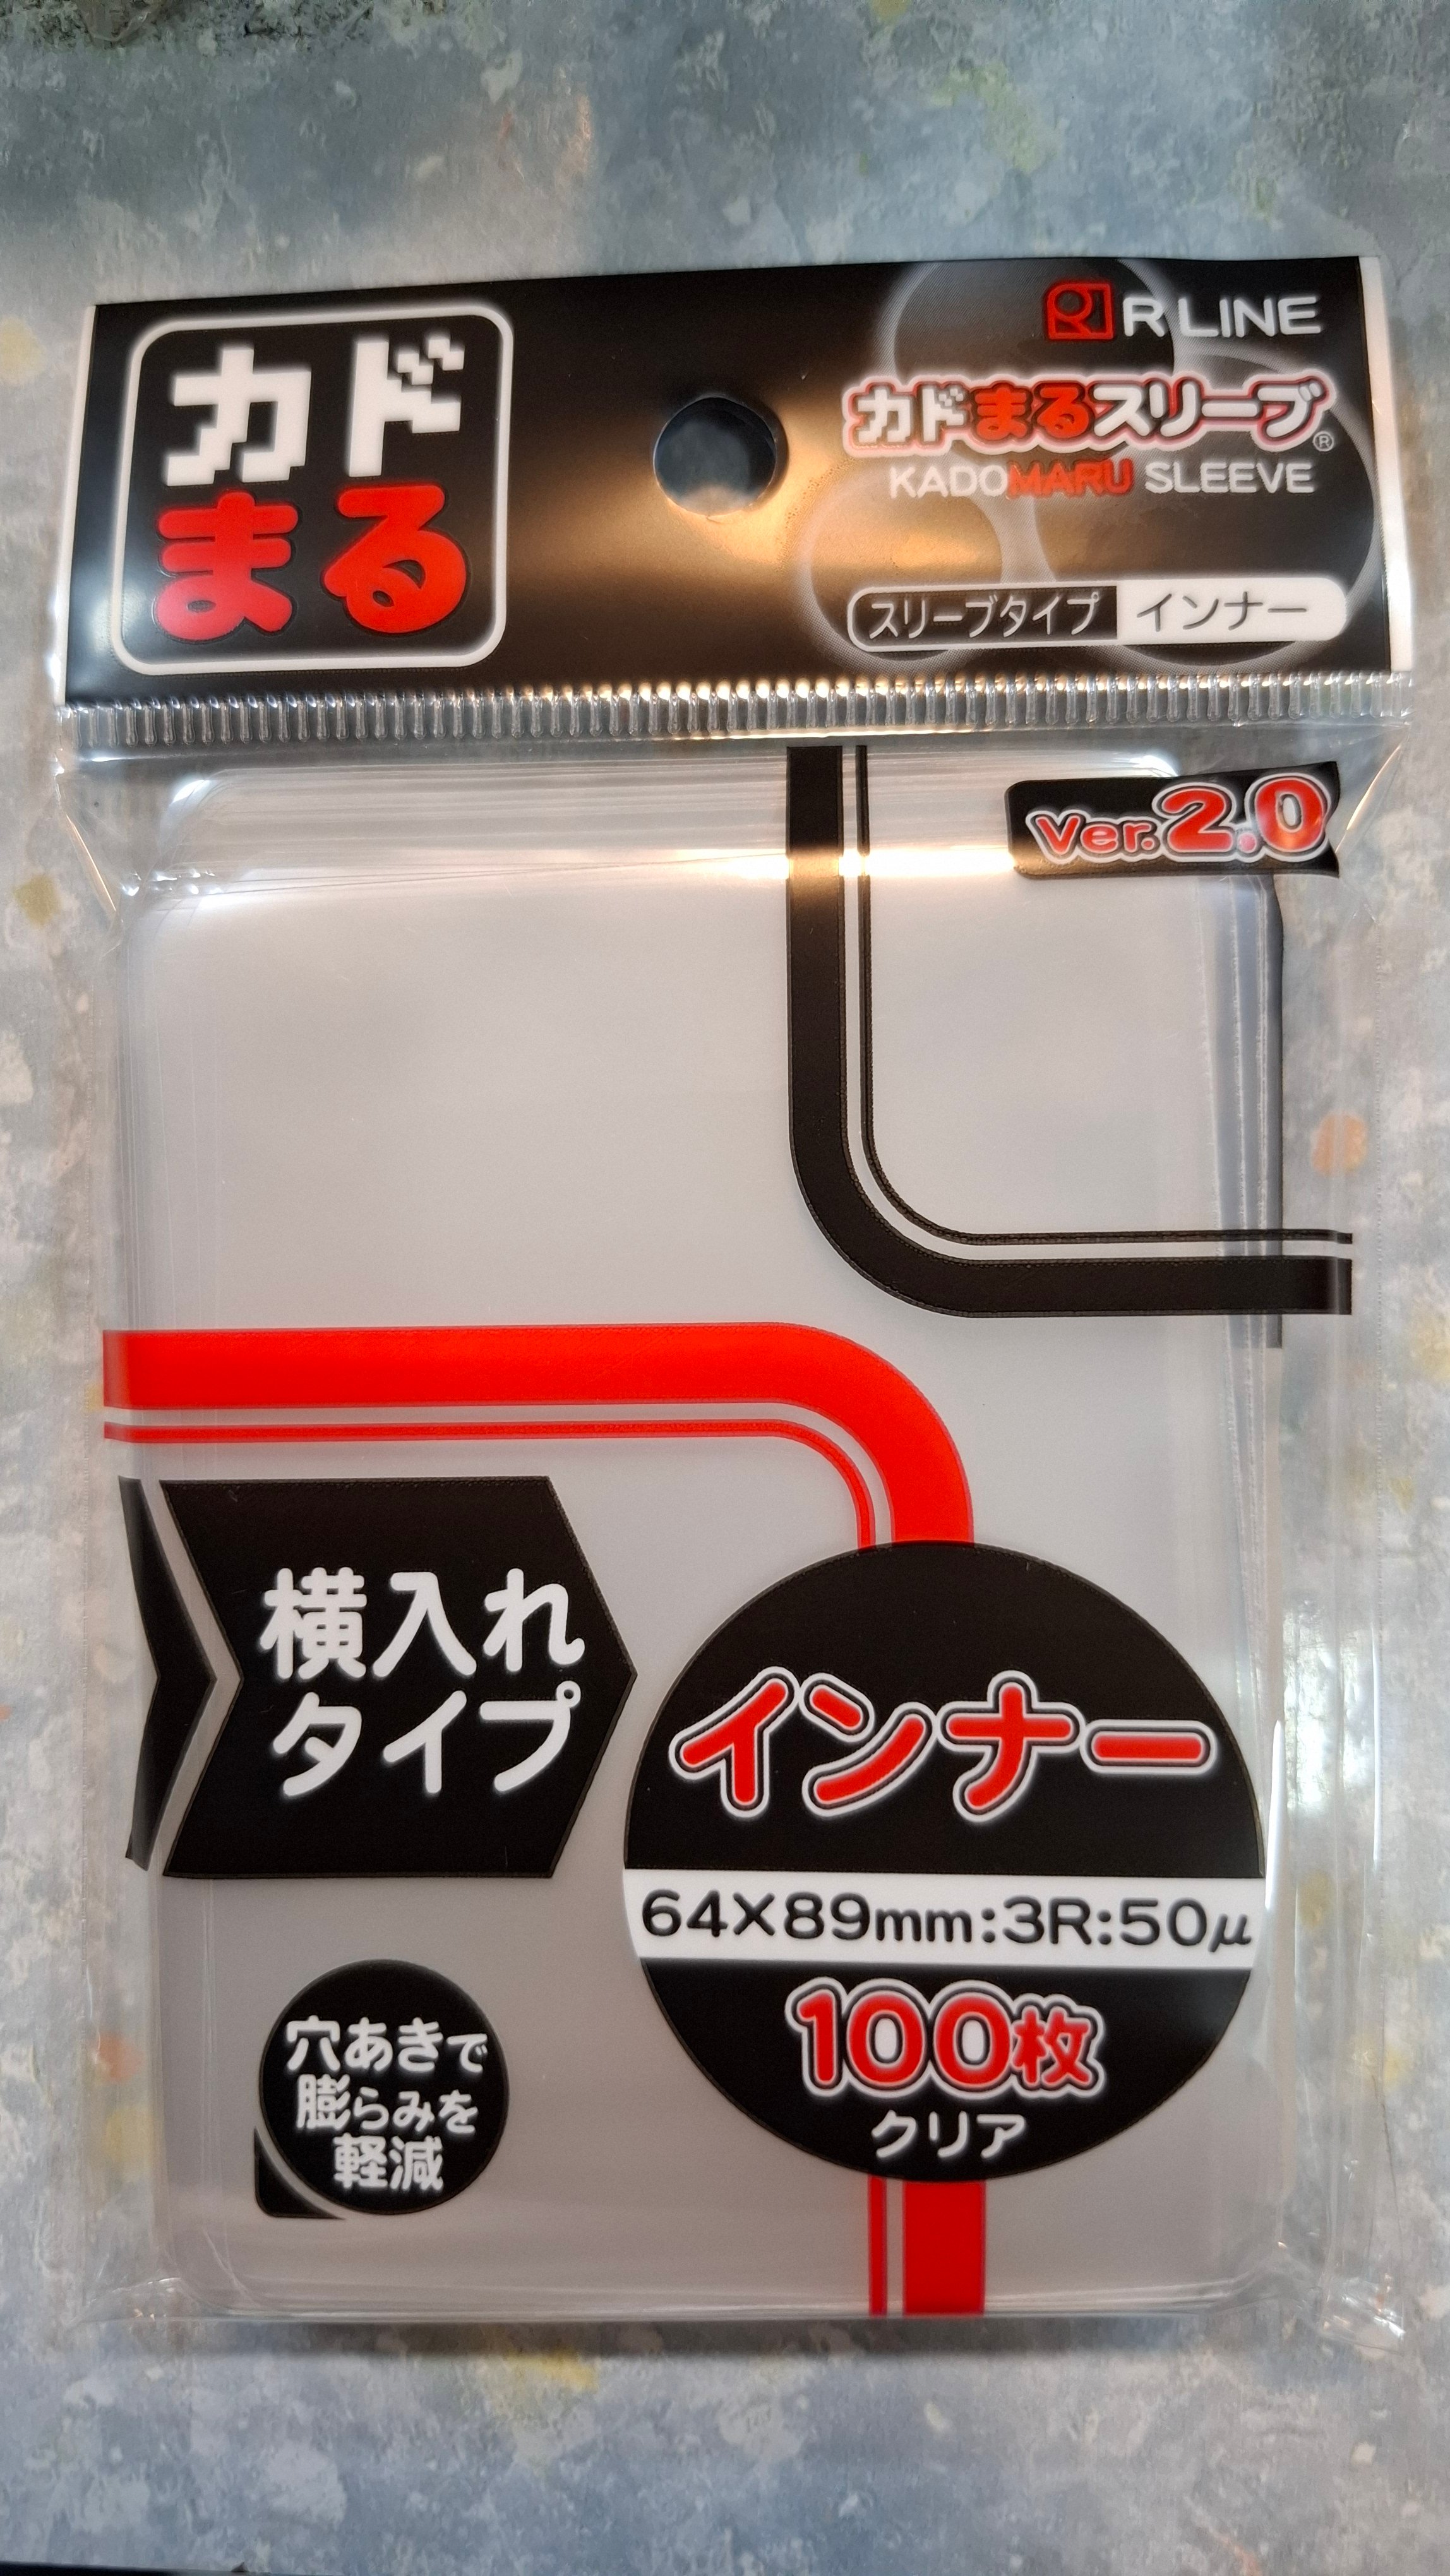 カド
まる
R LINE
カドまるスリーブ®
KADOMARU SLEEVE
スリーブタイプ インナー
Ver.2.0
横入れ
タイプ
インナー
64×89mm:3R:50μ
100枚
クリア
穴あきで
膨らみを
軽減